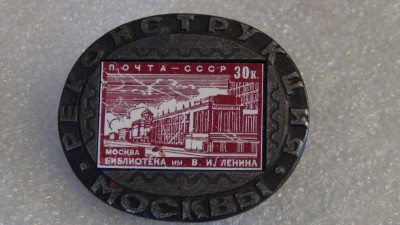 РЕКОНСТРУКЦИЯ
ПОЧТА—СССР 30К.
МОСКВА
БИБЛИОТЕКА ИМ. В. И. ЛЕНИНА
• МОСКВЫ •